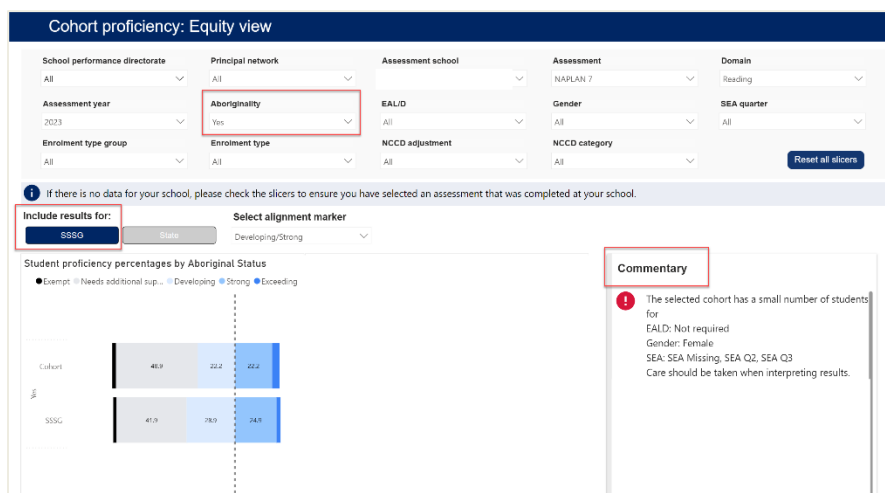 Cohort proficiency: Equity view
School performance directorate
Principal network
Assessment school
Assessment
Domain
All
All
NAPLAN 7
Reading
Assessment year
Aboriginality
EAL/D
Gender
SEA quarter
2023
Yes
All
All
All
Enrolment type group
Enrolment type
NCCD adjustment
NCCD category
All
All
All
All
Reset all slicers
If there is no data for your school, please check the slicers to ensure you have selected an assessment that was completed at your school.
Include results for:
Select alignment marker
SSSG
State
Developing/Strong
Student proficiency percentages by Aboriginal Status
Exempt Needs additional sup... Developing Strong Exceeding
Cohort
22.2
22.2
Yes
SSSG
41.9
24.8
Commentary
The selected cohort has a small number of students
for
EALD: Not required
Gender: Female
SEA: SEA Missing, SEA Q2, SEA Q3
Care should be taken when interpreting results.